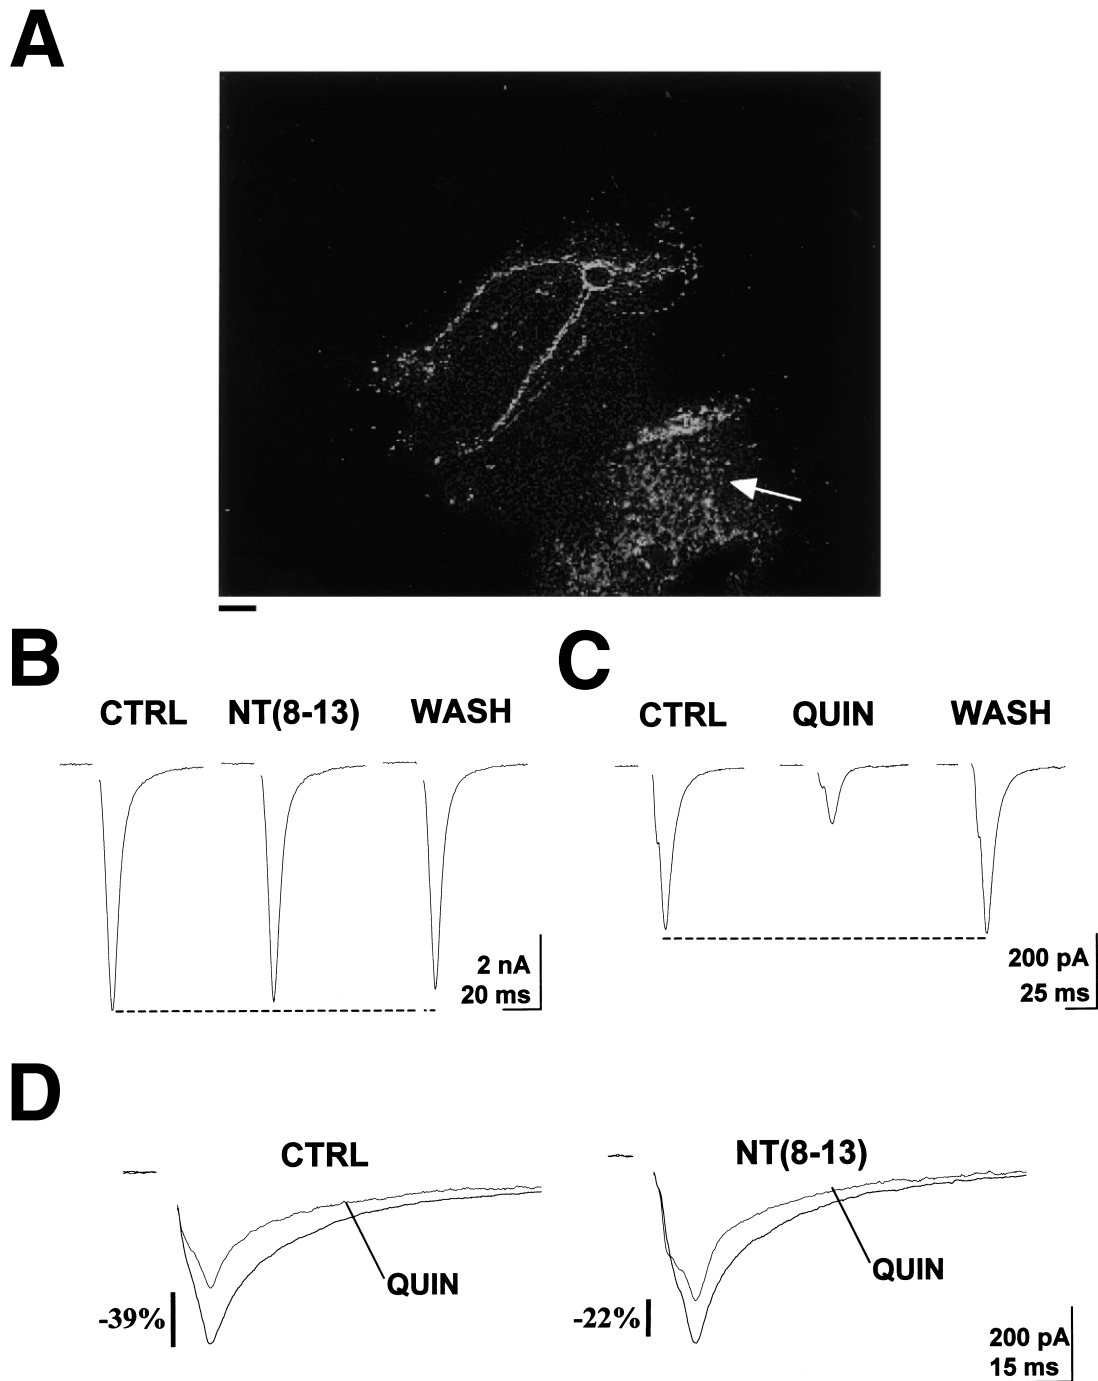 A
B
CTRL NT(8-13) WASH
2 nA
20 ms
C
CTRL QUIN WASH
200 pA
25 ms
D
CTRL
QUIN
-39%
NT(8-13)
QUIN
-22%
200 pA
15 ms